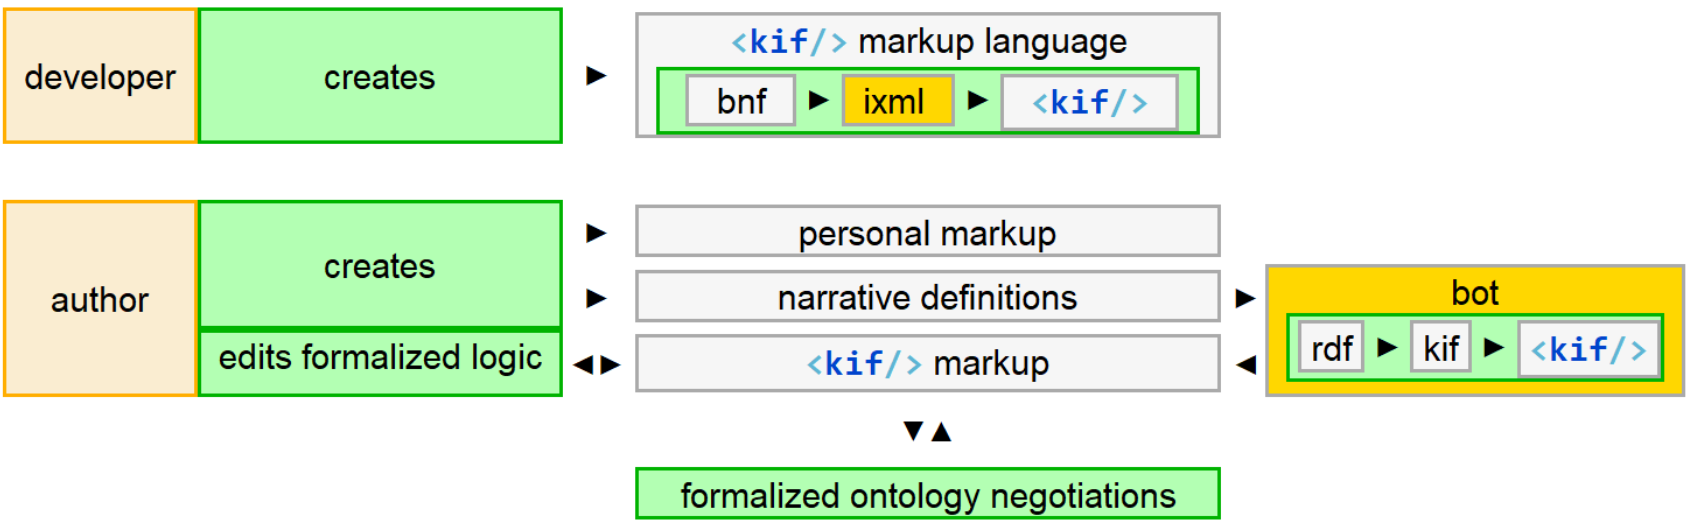 developer
creates
<kif/> markup language
bnf ► ixml ► <kif/>
author
creates
edits formalized logic
personal markup
narrative definitions
<kif/> markup
bot
rdf ► kif ► <kif/>
formalized ontology negotiations